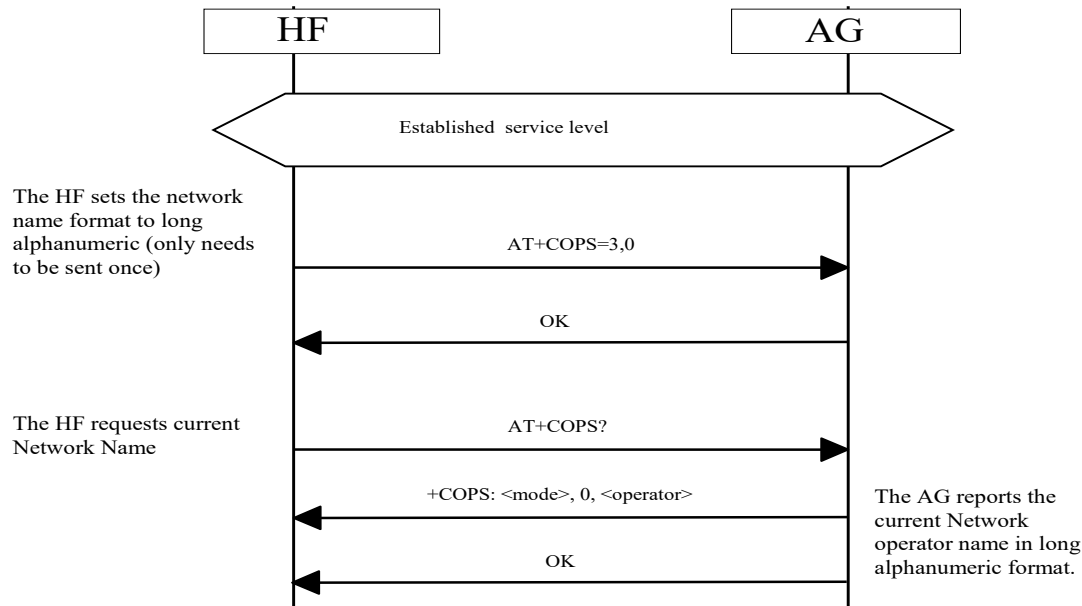 HF
AG
Established service level
The HF sets the network
name format to long
alphanumeric (only needs
to be sent once)
AT+COPS=3,0
OK
The HF requests current
Network Name
AT+COPS?
+COPS: <mode>, 0, <operator>
The AG reports the
current Network
operator name in long
alphanumeric format.
OK